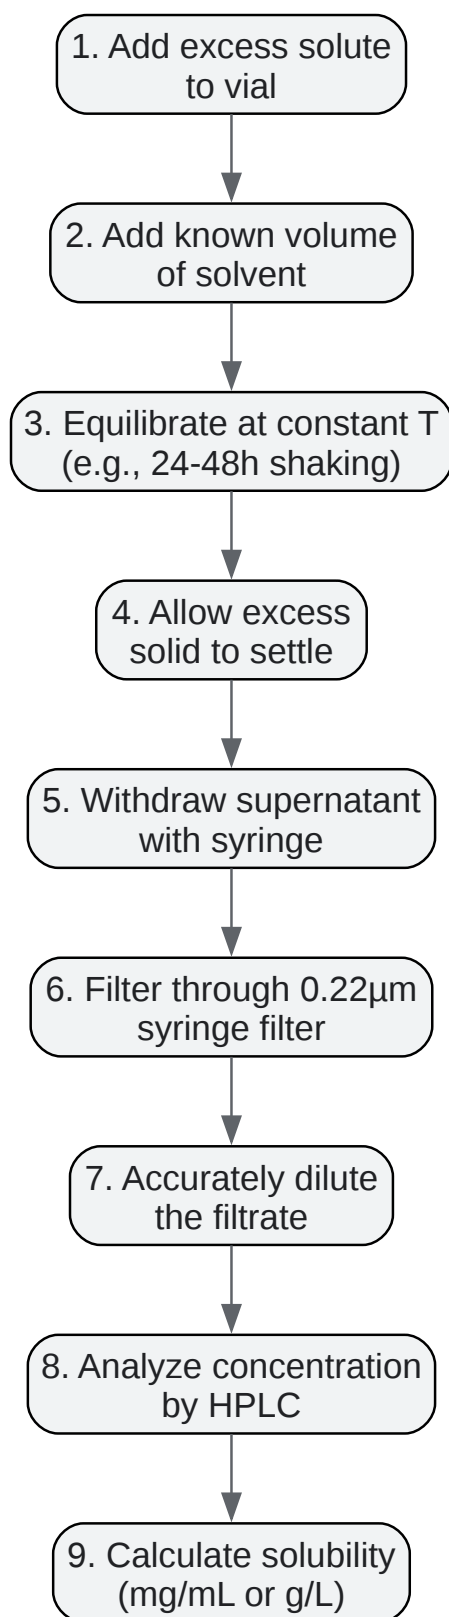 1. Add excess solute
to vial
2. Add known volume
of solvent
3. Equilibrate at constant T
(e.g., 24-48h shaking)
4. Allow excess
solid to settle
5. Withdraw supernatant
with syringe
6. Filter through 0.22µm
syringe filter
7. Accurately dilute
the filtrate
8. Analyze concentration
by HPLC
9. Calculate solubility
(mg/mL or g/L)